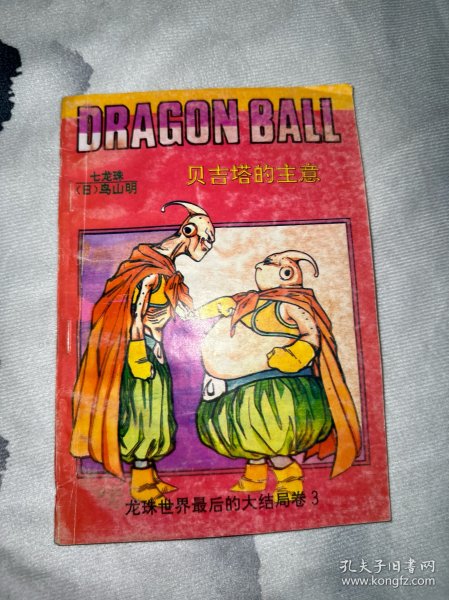 DRAGON BALL
七龙珠
(日)鸟山明
贝吉塔的主意
龙珠世界最后的大结局卷 3
孔夫子旧书网
www.kongfz.com